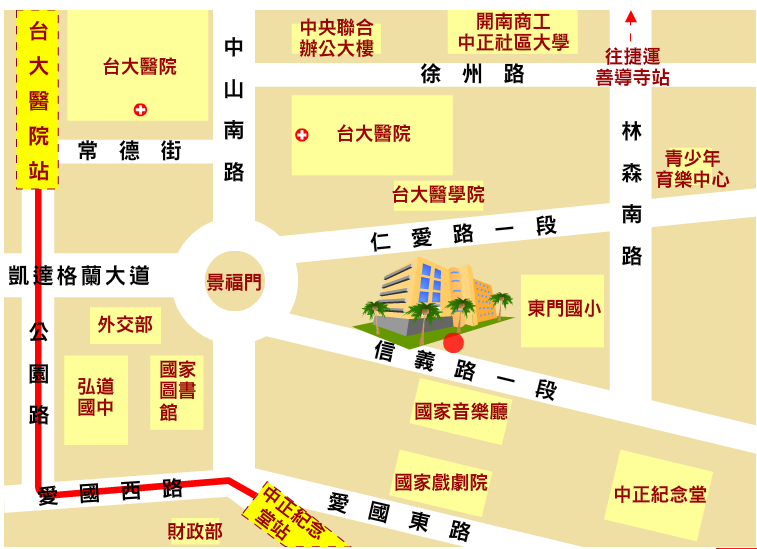 台大醫院站
台大醫院
中山南路
中央聯合
辦公大樓
開南商工
中正社區大學
徐州路
往捷運
善導寺站
常德街
台大醫院
台大醫學院
林森南路
青少年
育樂中心
仁愛路一段
凱達格蘭大道
景福門
東門國小
外交部
公園路
信義路一段
弘道
國中
國家
圖書
館
國家音樂廳
國家戲劇院
中正紀念堂
愛國西路
中正紀念
堂站
愛國東路
財政部